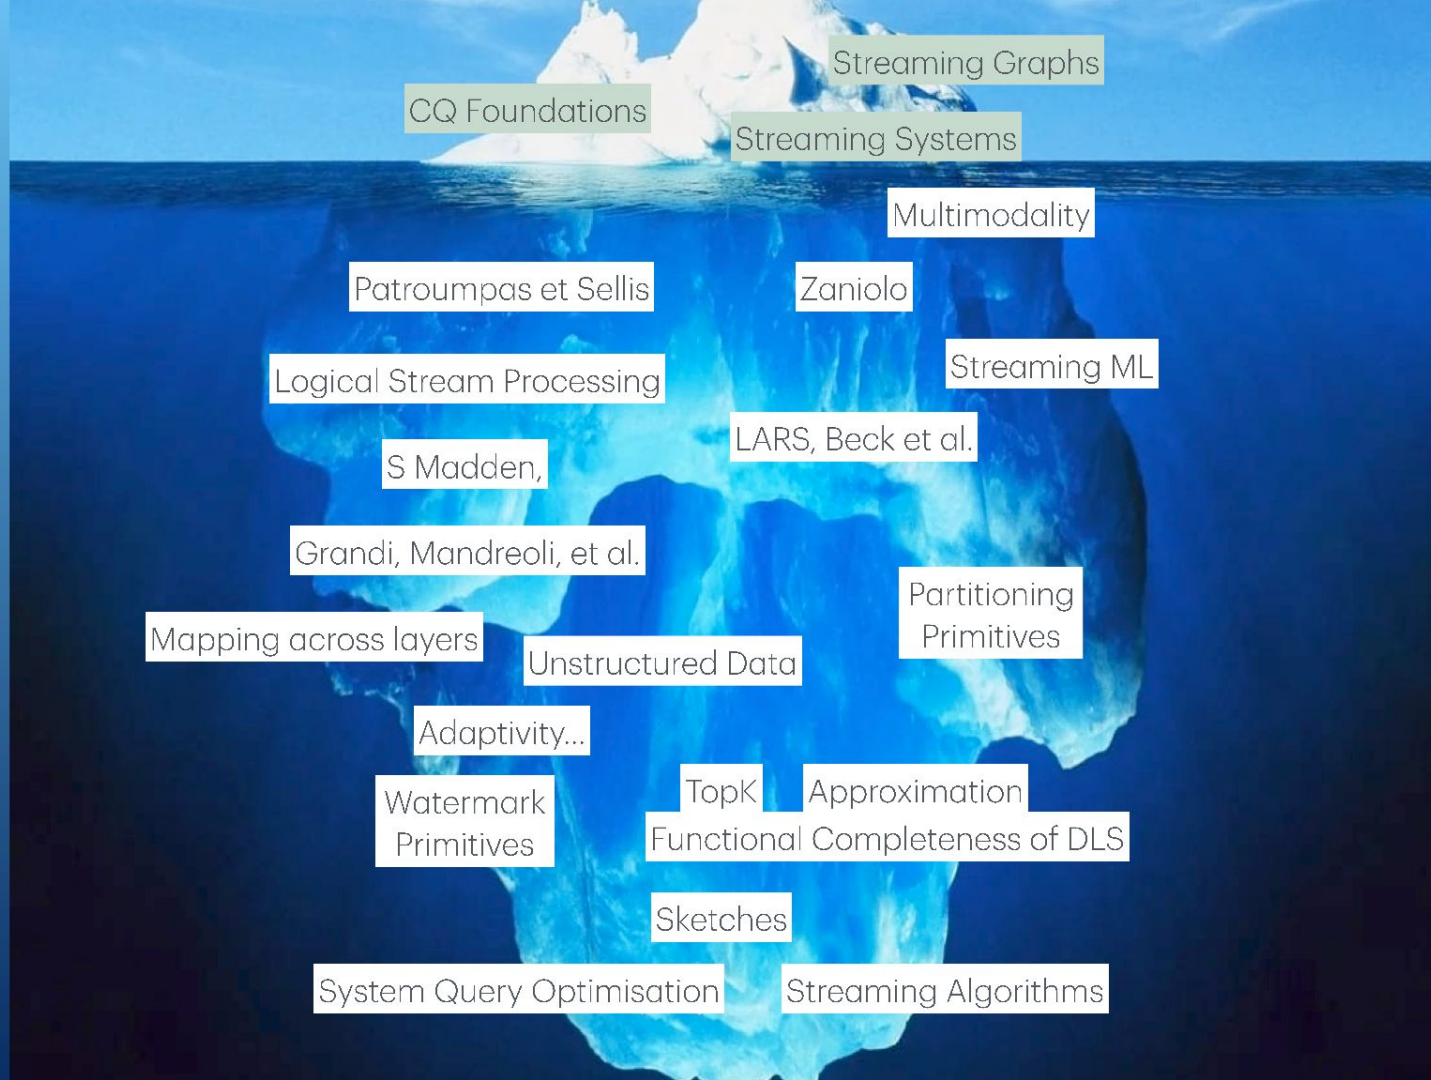 Streaming Graphs
CQ Foundations
Streaming Systems
Multimodality
Patroumpas et Sellis
Zaniolo
Streaming ML
Logical Stream Processing
LARS, Beck et al.
S Madden,
Grandi, Mandreoli, et al.
Partitioning
Primitives
Mapping across layers
Unstructured Data
Adaptivity...
TopK
Approximation
Watermark
Primitives
Functional Completeness of DLS
Sketches
System Query Optimisation
Streaming Algorithms